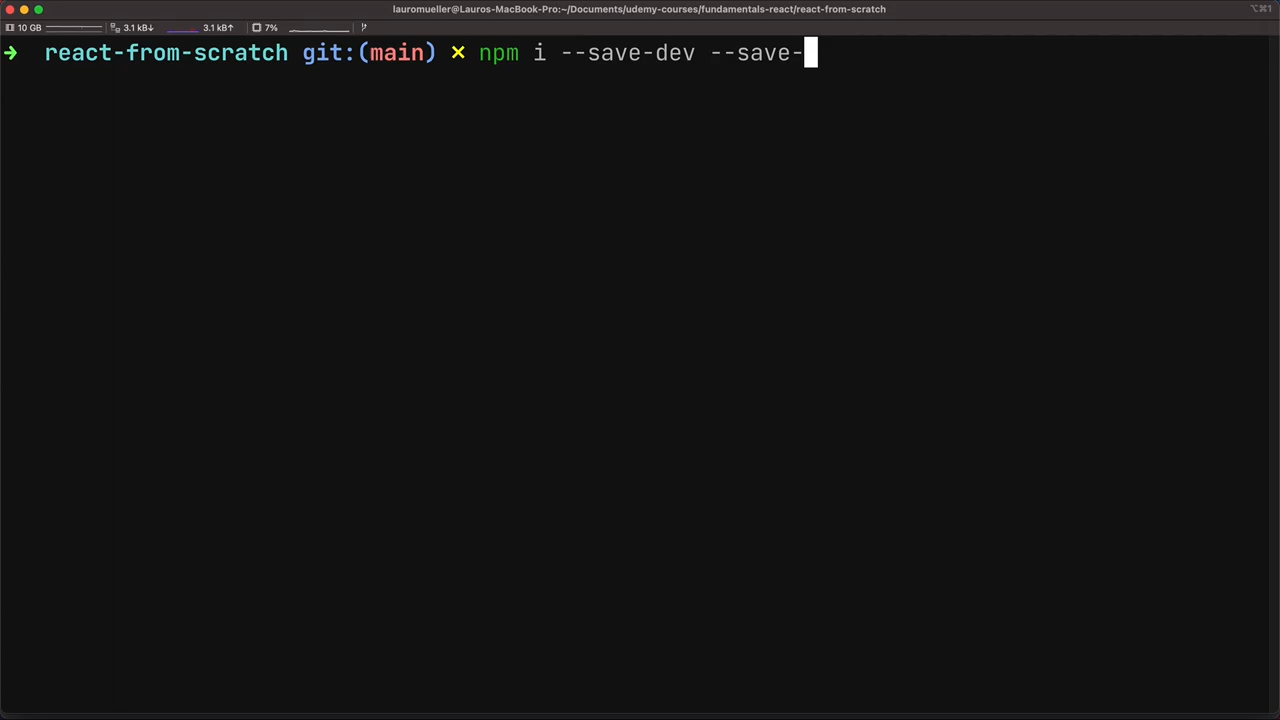 lauromueller@Lauros-MacBook-Pro:~/Documents/udemy-courses/fundamentals-react/react-from-scratch
⌥⌘1
10 GB 3.1 kB↓ 3.1 kB↑ 7%
➜ react-from-scratch git:(main) ✗ npm i --save-dev --save-